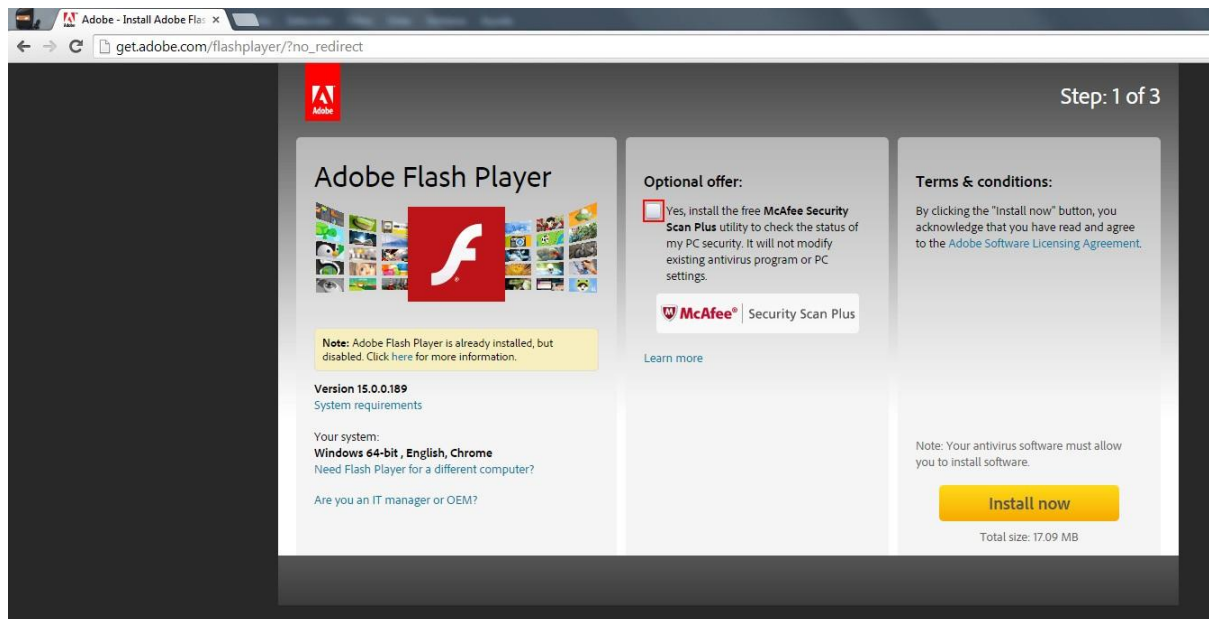 Adobe - Install Adobe Flas ×
get.adobe.com/flashplayer/?no_redirect
Adobe
Step: 1 of 3
Adobe Flash Player
Note: Adobe Flash Player is already installed, but
disabled. Click here for more information.
Version 15.0.0.189
System requirements
Your system:
Windows 64-bit , English, Chrome
Need Flash Player for a different computer?
Are you an IT manager or OEM?
Optional offer:
Yes, install the free McAfee Security
Scan Plus utility to check the status of
my PC security. It will not modify
existing antivirus program or PC
settings.
McAfee® | Security Scan Plus
Learn more
Terms & conditions:
By clicking the "Install now" button, you
acknowledge that you have read and agree
to the Adobe Software Licensing Agreement.
Note: Your antivirus software must allow
you to install software.
Install now
Total size: 17.09 MB